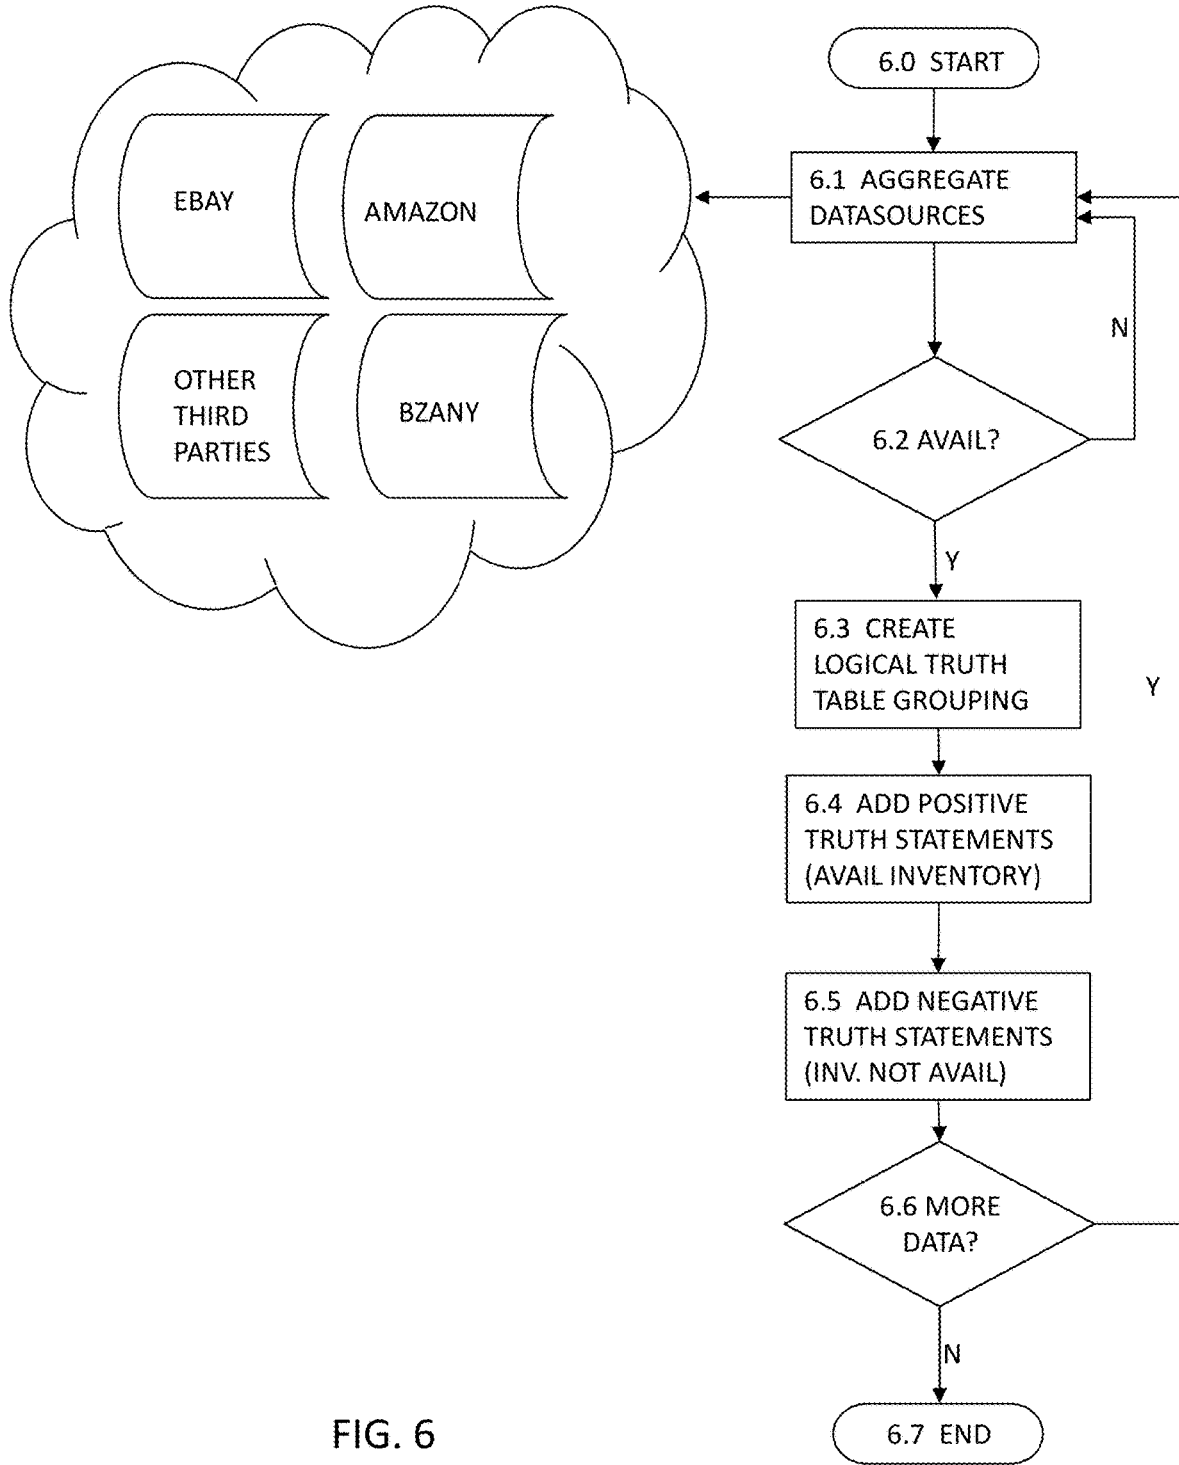 6.0 START
EBAY
AMAZON
OTHER
THIRD
PARTIES
BZANY
6.1 AGGREGATE
DATASOURCES
N
6.2 AVAIL?
Y
6.3 CREATE
LOGICAL TRUTH
TABLE GROUPING
Y
6.4 ADD POSITIVE
TRUTH STATEMENTS
(AVAIL INVENTORY)
6.5 ADD NEGATIVE
TRUTH STATEMENTS
(INV. NOT AVAIL)
6.6 MORE
DATA?
N
6.7 END
FIG. 6